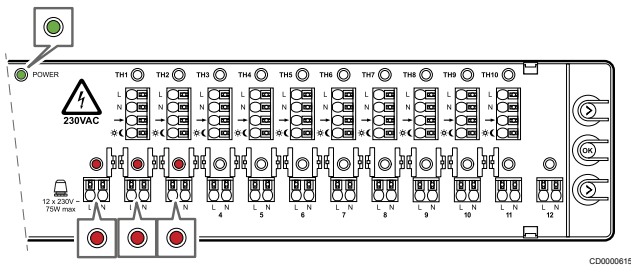 POWER
TH1 TH2 TH3 TH4 TH5 TH6 TH7 TH8 TH9 TH10
L L L L L L L L L L
N N N N N N N N N N
230VAC
OK
12 x 230V ~
75W max
L N L N L N L N L N L N L N L N L N L N L N L N
4 5 6 7 8 9 10 11 12
CD0000615